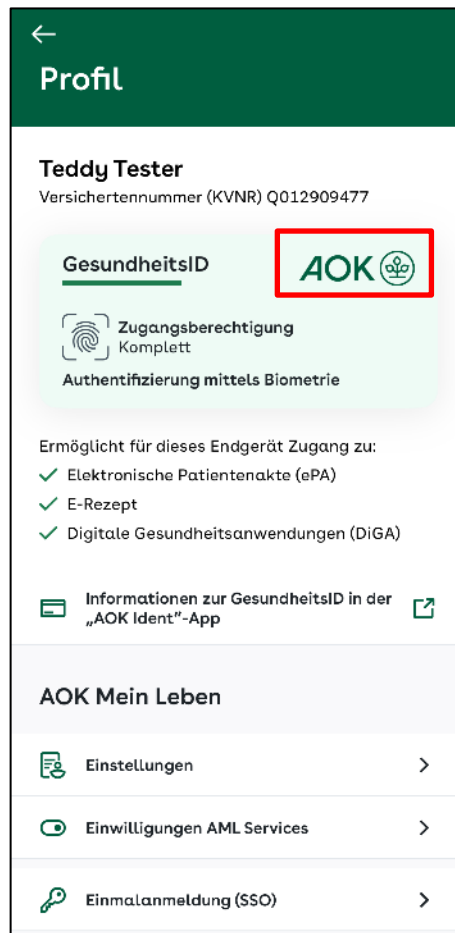 Profil
Teddy Tester
Versichertennummer (KVNR) Q012909477
GesundheitsID
AOK
Zugangsberechtigung
Komplett
Authentifizierung mittels Biometrie
Ermöglicht für dieses Endgerät Zugang zu:
Elektronische Patientenakte (ePA)
E-Rezept
Digitale Gesundheitsanwendungen (DiGA)
Informationen zur GesundheitsID in der
„AOK Ident"-App
AOK Mein Leben
Einstellungen
Einwilligungen AML Services
Einmalanmeldung (SSO)